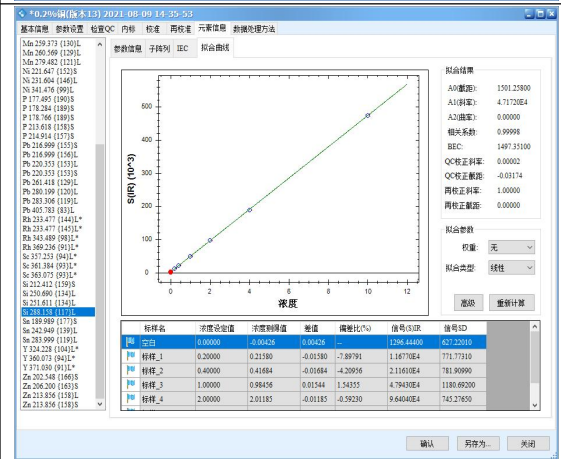 *0.2%铜(版本13) 2021-08-09 14-35-53
基本信息 参数设置 检查QC 内标 校准 再校准 元素信息 数据处理方法
Mn 259.373 {130}L
Mn 260.569 {129}L
Mn 279.482 {121}L
Ni 221.647 {152}S
Ni 231.604 {146}L
Ni 341.476 {99}L
P 177.495 {190}S
P 178.284 {189}S
P 178.766 {189}S
P 213.618 {158}S
P 214.914 {157}S
Pb 216.999 {155}S
Pb 216.999 {156}L
Pb 220.353 {153}L
Pb 220.353 {153}S
Pb 261.418 {129}L
Pb 280.199 {120}L
Pb 283.306 {119}L
Pb 405.783 {83}L
Rh 233.477 {144}L*
Rh 233.477 {145}L*
Rh 343.489 {98}L*
Rh 369.236 {91}L*
Sc 357.253 {94}L*
Sc 361.384 {93}L*
Sc 363.075 {93}L*
Si 212.412 {159}S
Si 250.690 {134}L
Si 251.611 {134}L
Si 288.158 {117}L
Sn 189.989 {177}S
Sn 242.949 {139}L
Sn 283.999 {119}L
Y 324.228 {104}L*
Y 360.073 {94}L*
Y 371.030 {91}L*
Zn 202.548 {166}S
Zn 206.200 {163}S
Zn 213.856 {158}L
Zn 213.856 {158}S
参数信息 子阵列 IEC 拟合曲线
S(IR) (10^3)
500
400
300
200
100
0
0 2 4 6 8 10 12
浓度
拟合结果
A0(截距): 1501.25800
A1(斜率): 4.71720E4
A2(曲率): 0.00000
相关系数: 0.99998
BEC: 1497.35100
QC校正斜率: 0.00002
QC校正截距: -0.03174
再校正斜率: 1.00000
再校正截距: 0.00000
拟合参数
权重: 无
拟合类型: 线性
高级 重新计算
标样名 浓度设定值 浓度测得值 差值 偏差比(%) 信号(S)IR 信号SD
空白 0.00000 -0.00426 0.00426 -- 1296.44400 627.22010
标样_1 0.20000 0.21580 -0.01580 -7.89791 1.16770E4 771.77310
标样_2 0.40000 0.41684 -0.01684 -4.20956 2.11610E4 781.90990
标样_3 1.00000 0.98456 0.01544 1.54355 4.79430E4 1180.69200
标样_4 2.00000 2.01185 -0.01185 -0.59230 9.64040E4 745.27650
确认 另存为... 关闭